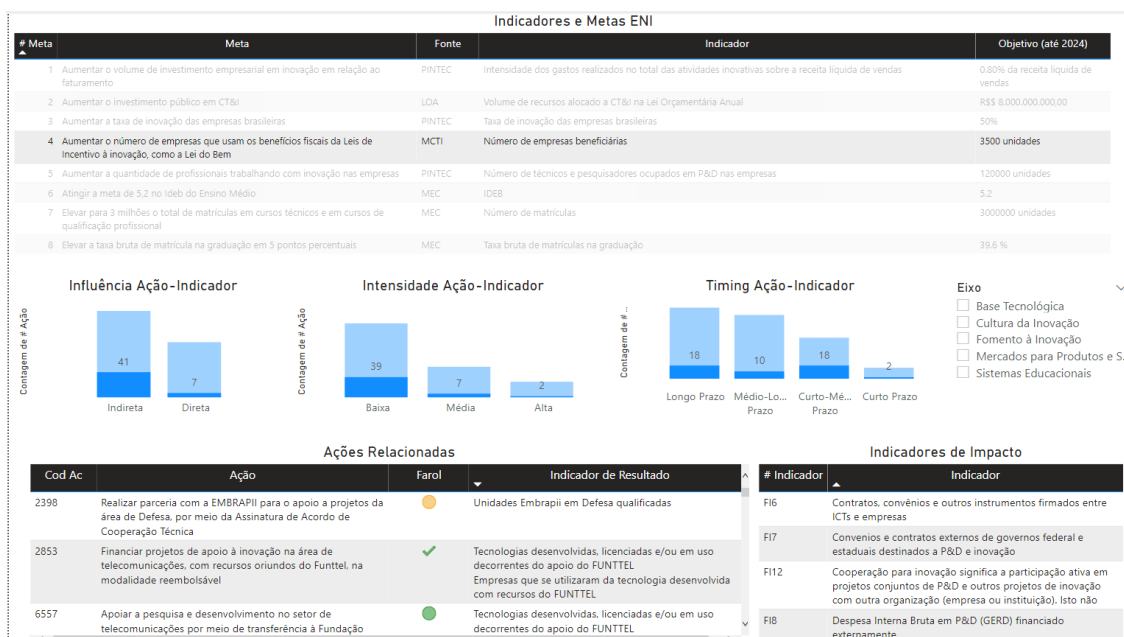 Indicadores e Metas ENI
# Meta Meta Fonte Indicador Objetivo (até 2024)
1 Aumentar o volume de investimento empresarial em inovação em relação ao PINTEC Intensidade dos gastos realizados no total das atividades inovativas sobre a receita líquida de vendas 0.80% da receita líquida de
faturamento vendas
2 Aumentar o investimento público em CT&I LOA Volume de recursos alocado a CT&I na Lei Orçamentária Anual R$$ 8.000.000.000,00
3 Aumentar a taxa de inovação das empresas brasileiras PINTEC Taxa de inovação das empresas brasileiras 50%
4 Aumentar o número de empresas que usam os benefícios fiscais da Leis de MCTI Número de empresas beneficiárias 3500 unidades
Incentivo à inovação, como a Lei do Bem
5 Aumentar a quantidade de profissionais trabalhando com inovação nas empresas PINTEC Número de técnicos e pesquisadores ocupados em P&D nas empresas 120000 unidades
6 Atingir a meta de 5,2 no Ideb do Ensino Médio MEC IDEB 5.2
7 Elevar para 3 milhões o total de matrículas em cursos técnicos e em cursos de MEC Número de matrículas 3000000 unidades
qualificação profissional
8 Elevar a taxa bruta de matrícula na graduação em 5 pontos percentuais MEC Taxa bruta de matrículas na graduação 39.6 %
Influência Ação-Indicador
Contagem de # Ação
41
7
Indireta Direta
Intensidade Ação-Indicador
Contagem de # Ação
39
7
2
Baixa Média Alta
Timing Ação-Indicador
Contagem de # ...
18
10
18
2
Longo Prazo Médio-Lo... Curto-Mé... Curto Prazo
Prazo Prazo
Eixo
Base Tecnológica
Cultura da Inovação
Fomento à Inovação
Mercados para Produtos e S...
Sistemas Educacionais
Ações Relacionadas
Cod Ac Ação Farol Indicador de Resultado
2398 Realizar parceria com a EMBRAPII para o apoio a projetos da Unidades Embrapii em Defesa qualificadas
área de Defesa, por meio da Assinatura de Acordo de
Cooperação Técnica
2853 Financiar projetos de apoio à inovação na área de Tecnologias desenvolvidas, licenciadas e/ou em uso
telecomunicações, com recursos oriundos do Funttel, na decorrentes do apoio do FUNTTEL
modalidade reembolsável Empresas que se utilizaram da tecnologia desenvolvida
com recursos do FUNTTEL
6557 Apoiar a pesquisa e desenvolvimento no setor de Tecnologias desenvolvidas, licenciadas e/ou em uso
telecomunicações por meio de transferência à Fundação decorrentes do apoio do FUNTTEL
Indicadores de Impacto
# Indicador Indicador
FI6 Contratos, convênios e outros instrumentos firmados entre
ICTs e empresas
FI7 Convenios e contratos externos de governos federal e
estaduais destinados a P&D e inovação
FI12 Cooperação para inovação significa a participação ativa em
projetos conjuntos de P&D e outros projetos de inovação
com outra organização (empresa ou instituição). Isto não
FI8 Despesa Interna Bruta em P&D (GERD) financiado
externamente